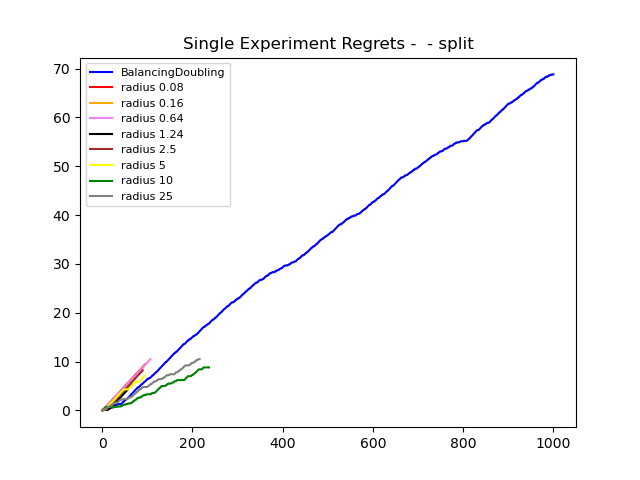 Single Experiment Regrets -  - split
BalancingDoubling
radius 0.08
radius 0.16
radius 0.64
radius 1.24
radius 2.5
radius 5
radius 10
radius 25
70
60
50
40
30
20
10
0
0 200 400 600 800 1000